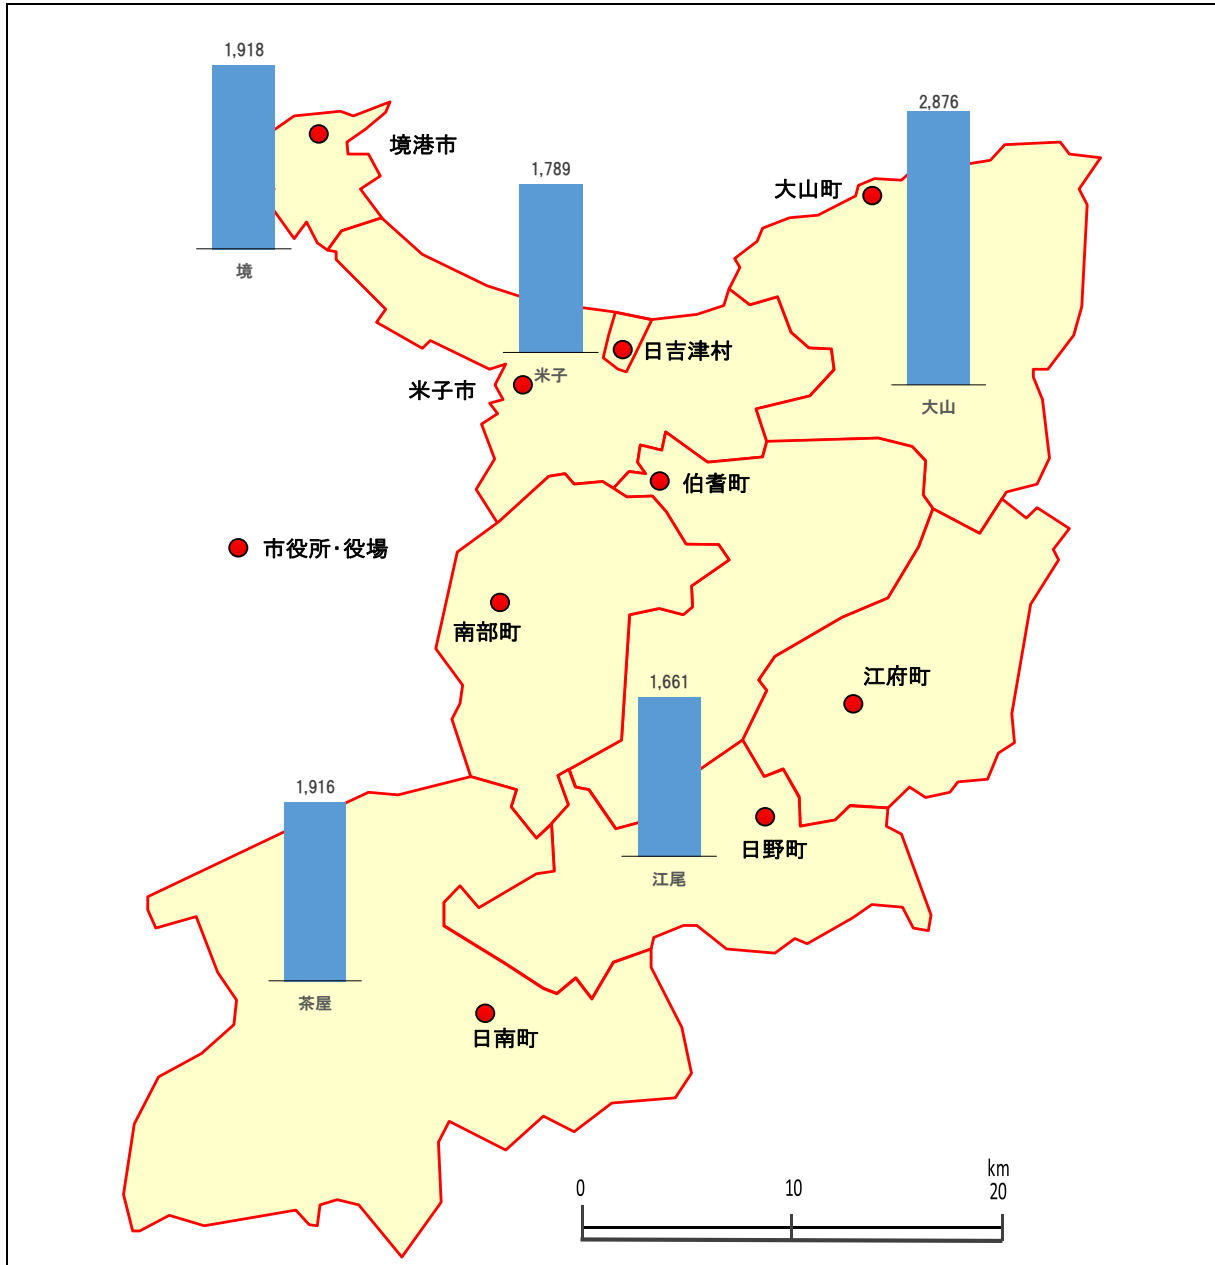 1,918
境港市
境
1,789
米子
2,876
大山町
大山
日吉津村
米子市
伯耆町
市役所・役場
南部町
江府町
1,661
江尾
日野町
1,916
茶屋
日南町
km
0 10 20